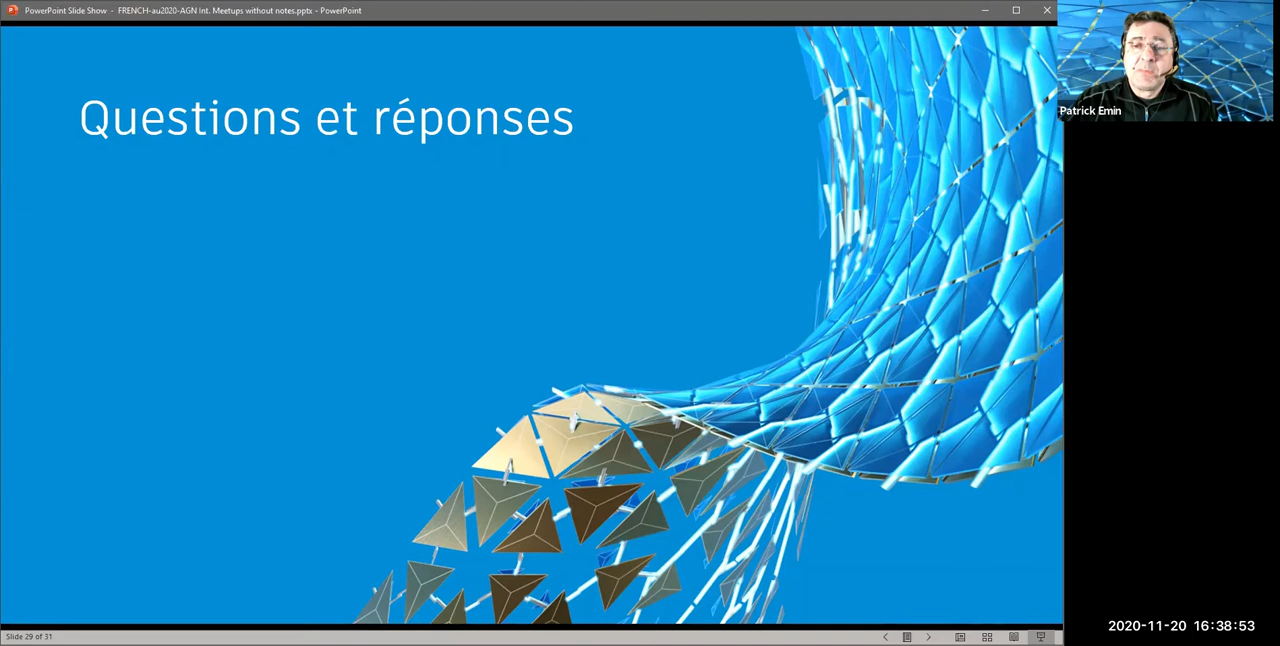 PowerPoint Slide Show - FRENCH-au2020-AGN Int. Meetups without notes.pptx - PowerPoint
Questions et réponses
Patrick Emin
2020-11-20 16:38:53
Slide 29 of 31